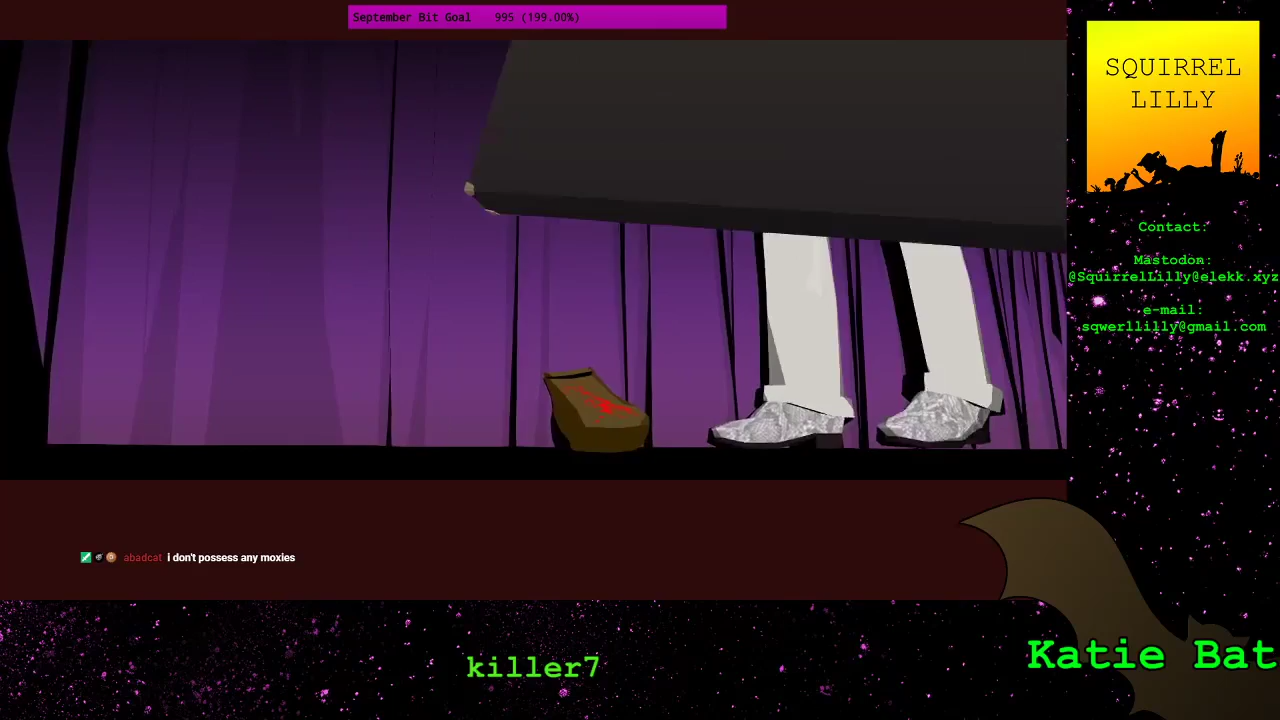 September Bit Goal 995 (199.00%)
SQUIRREL
LILLY
Contact:
Mastodon:
@SquirrelLilly@elekk.xyz
e-mail:
sqwerllilly@gmail.com
abadcat i don't possess any moxies
killer7
Katie Bat